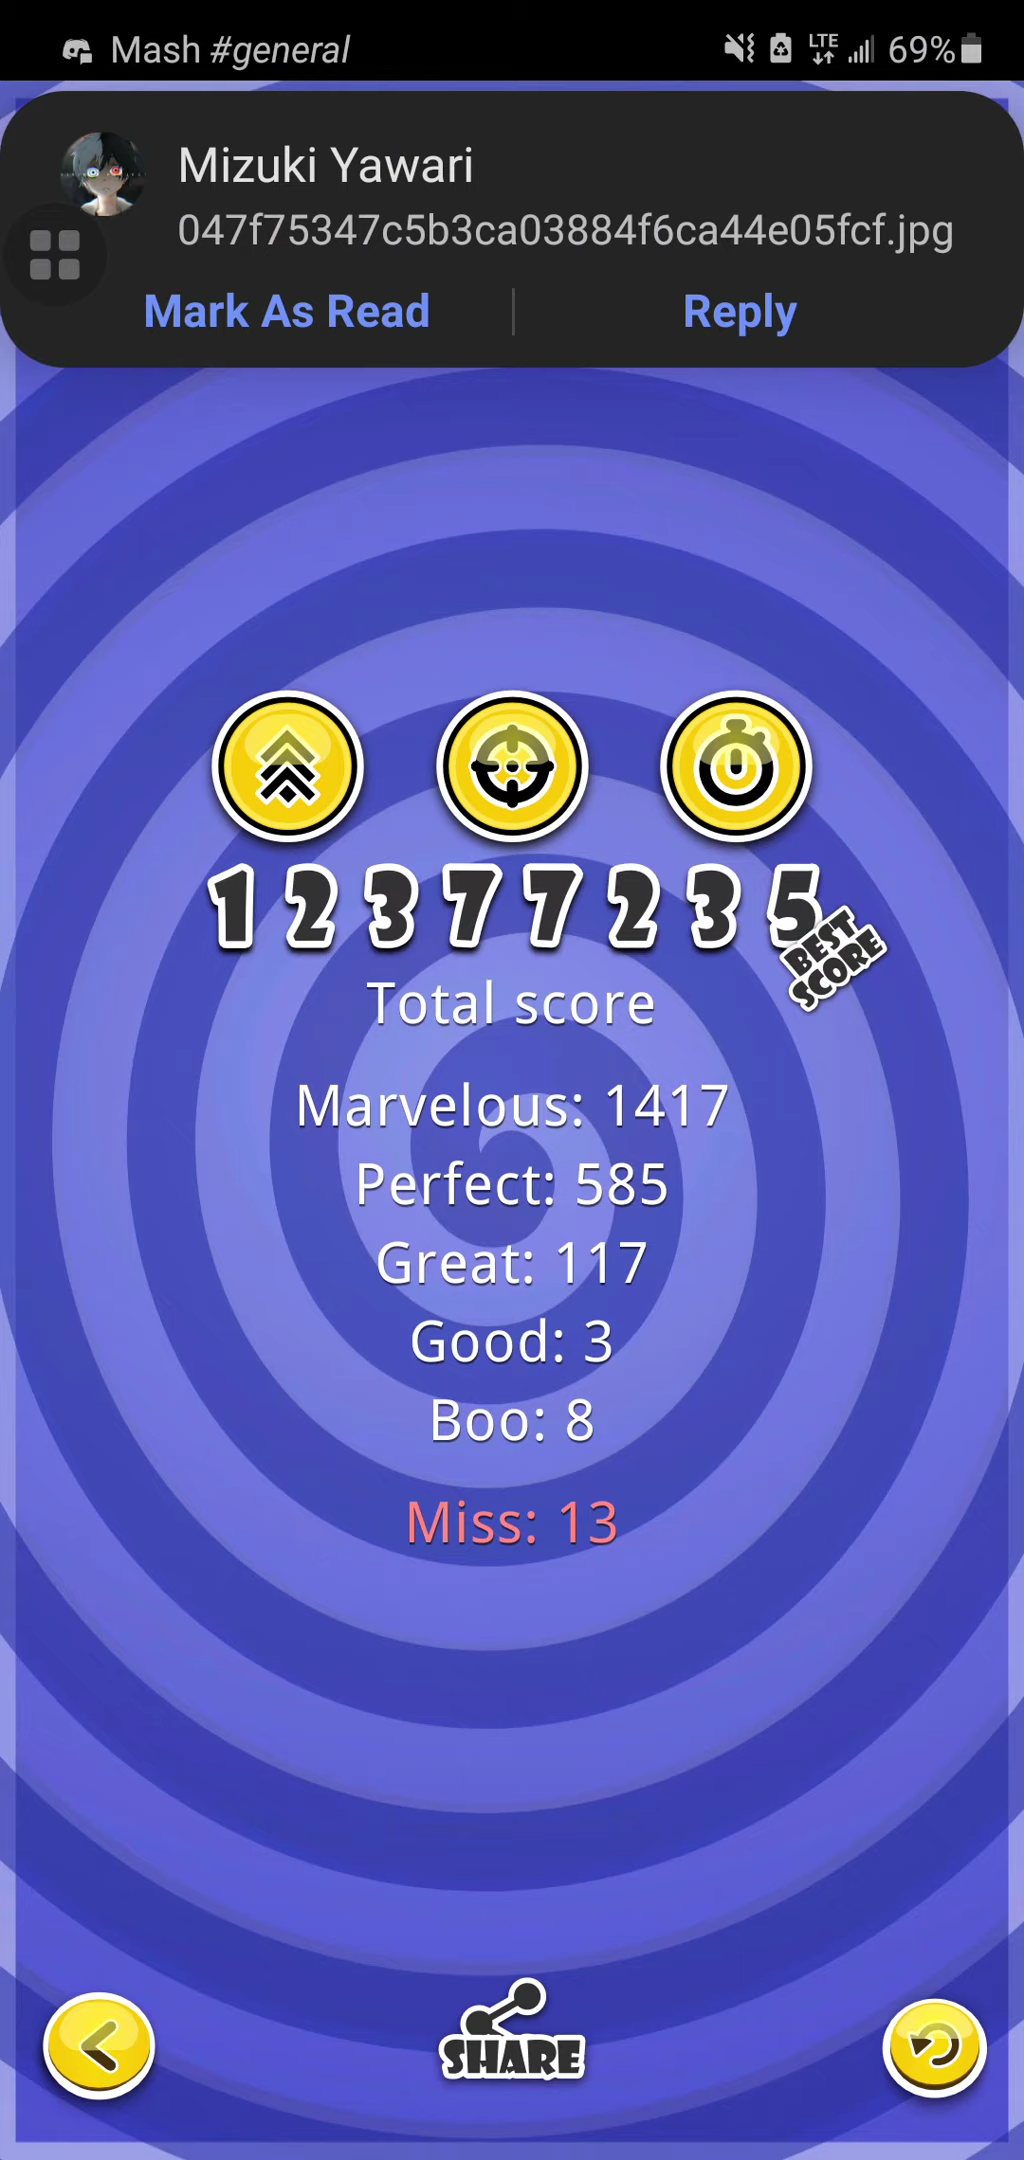 Mash #general
LTE
69%
Mizuki Yawari
047f75347c5b3ca03884f6ca44e05fcf.jpg
Mark As Read
Reply
12377235
BEST
SCORE
Total score
Marvelous: 1417
Perfect: 585
Great: 117
Good: 3
Boo: 8
Miss: 13
SHARE